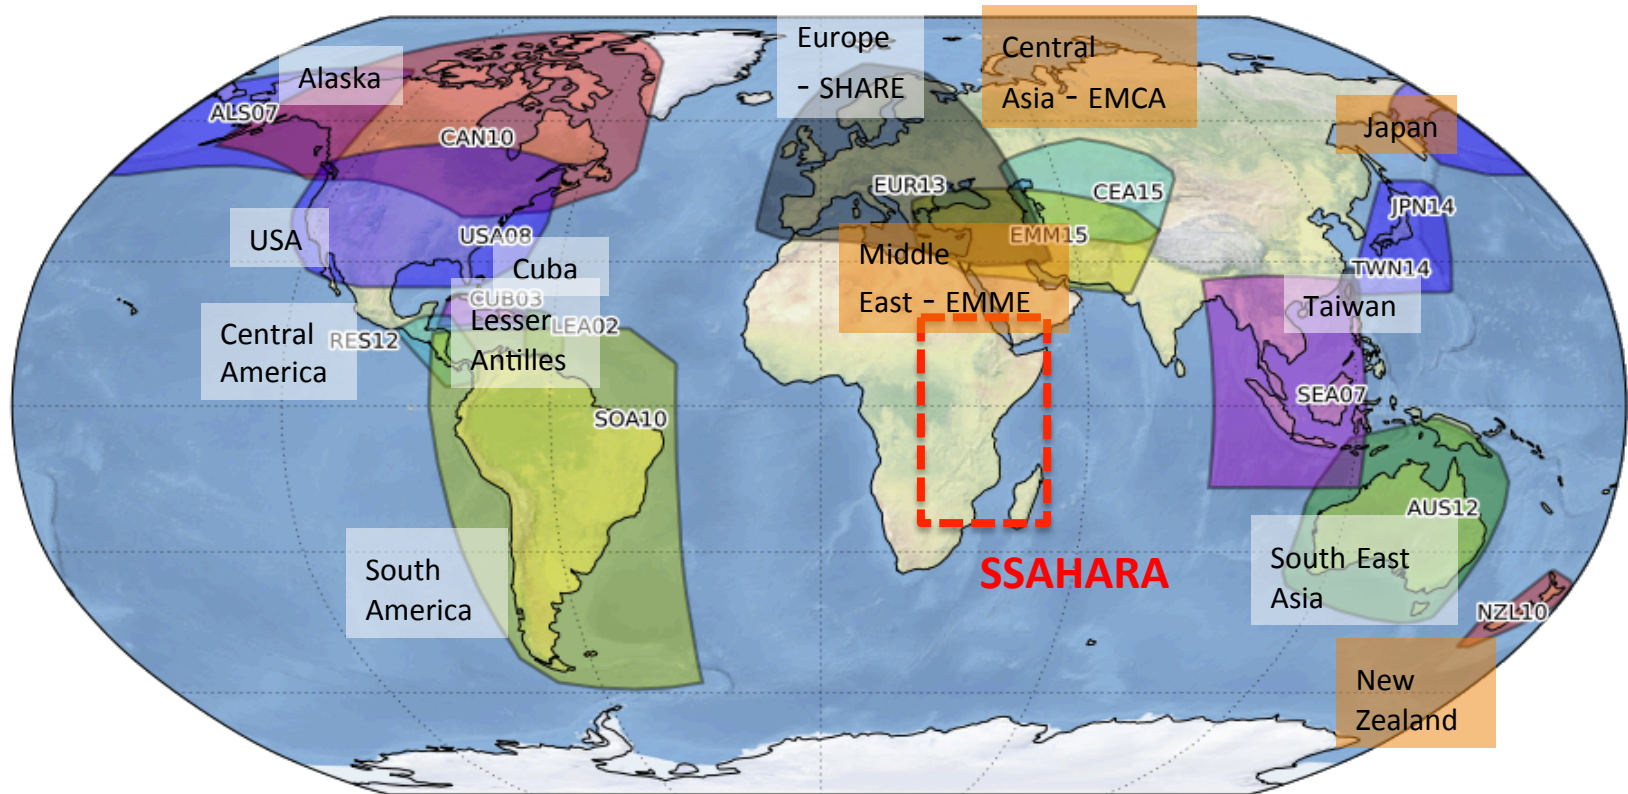 Europe
- SHARE
Central
Asia - EMCA
Alaska
ALS07
CAN10
Japan
EUR13
CEA15
JPN14
USA
USA08
EMM15
Middle
East - EMME
TWN14
Cuba
CUB03
Lesser
Antilles
LEA02
Taiwan
Central
America
RES12
SEA07
SOA10
AUS12
SSAHARA
South
America
South East
Asia
NZL10
New
Zealand